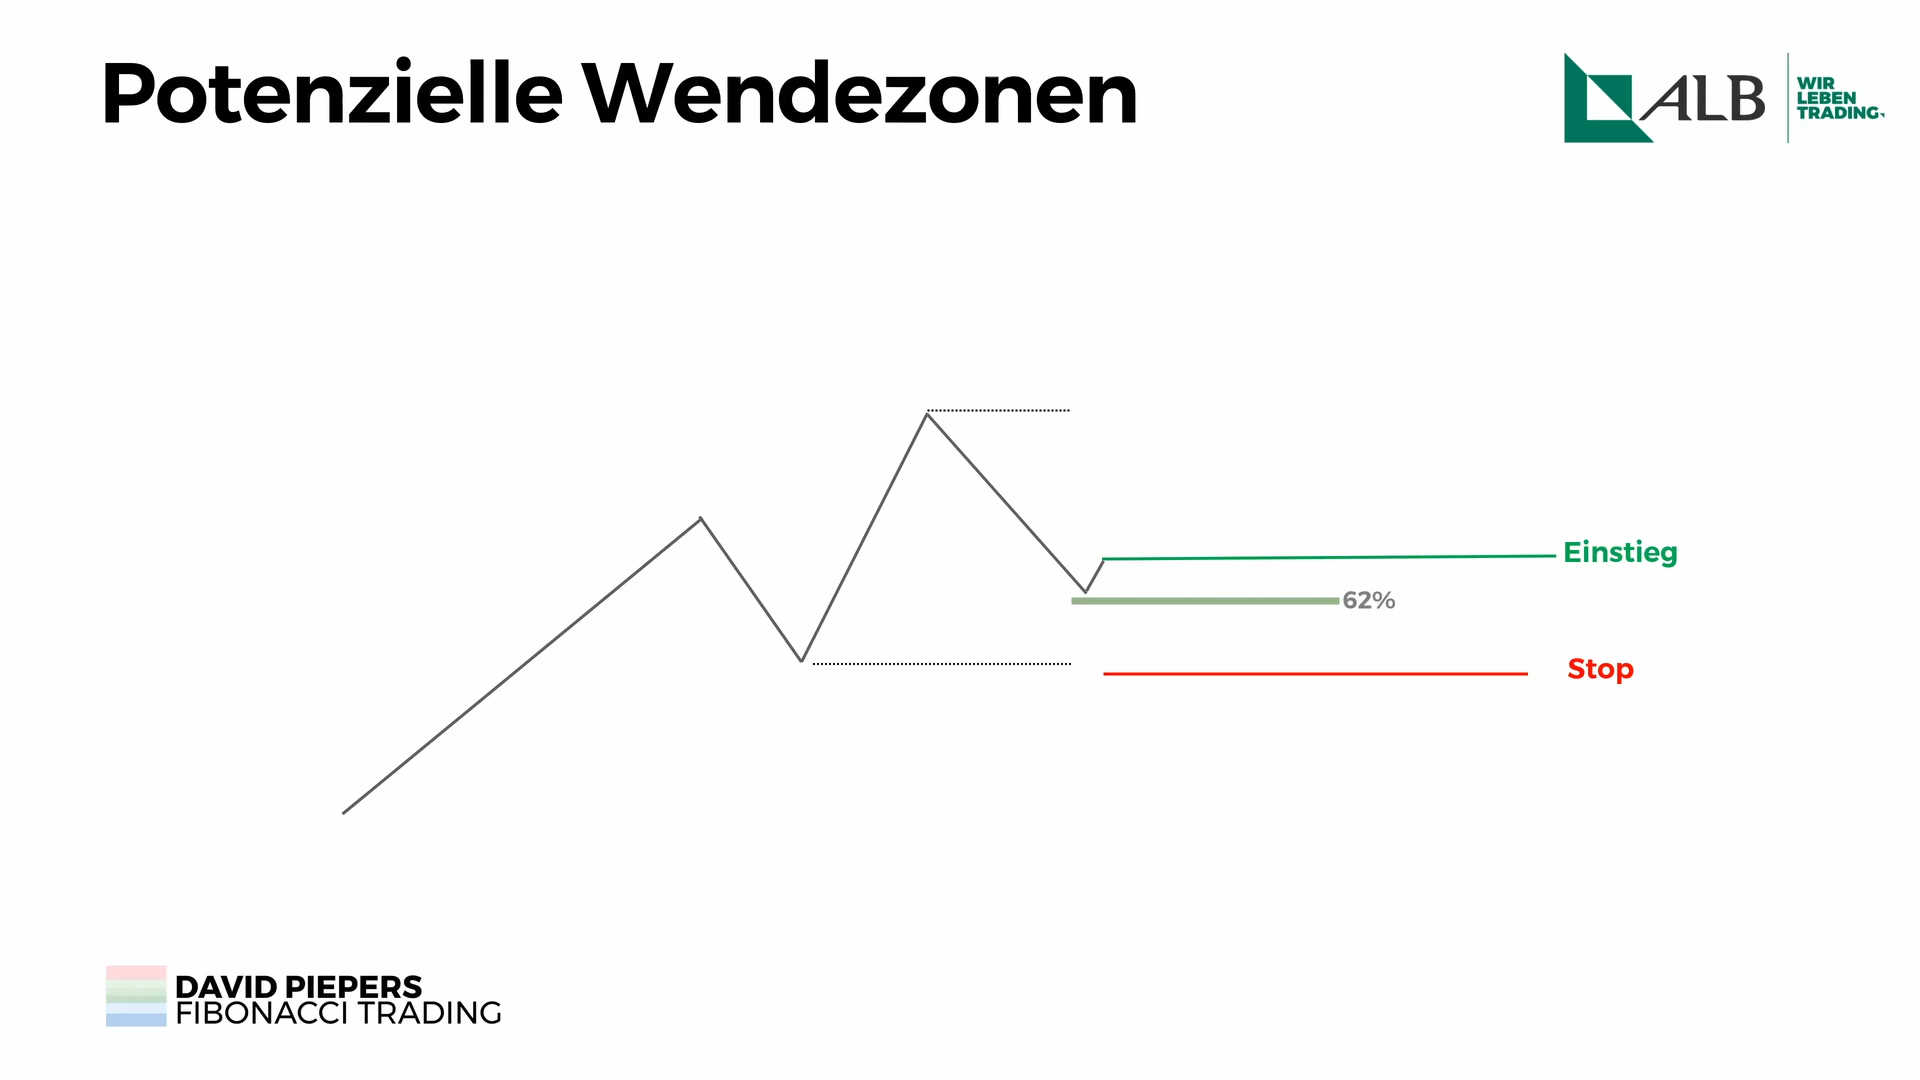 Potenzielle Wendezonen
ALB
WIR
LEBEN
TRADING
Einstieg
62%
Stop
DAVID PIEPERS
FIBONACCI TRADING